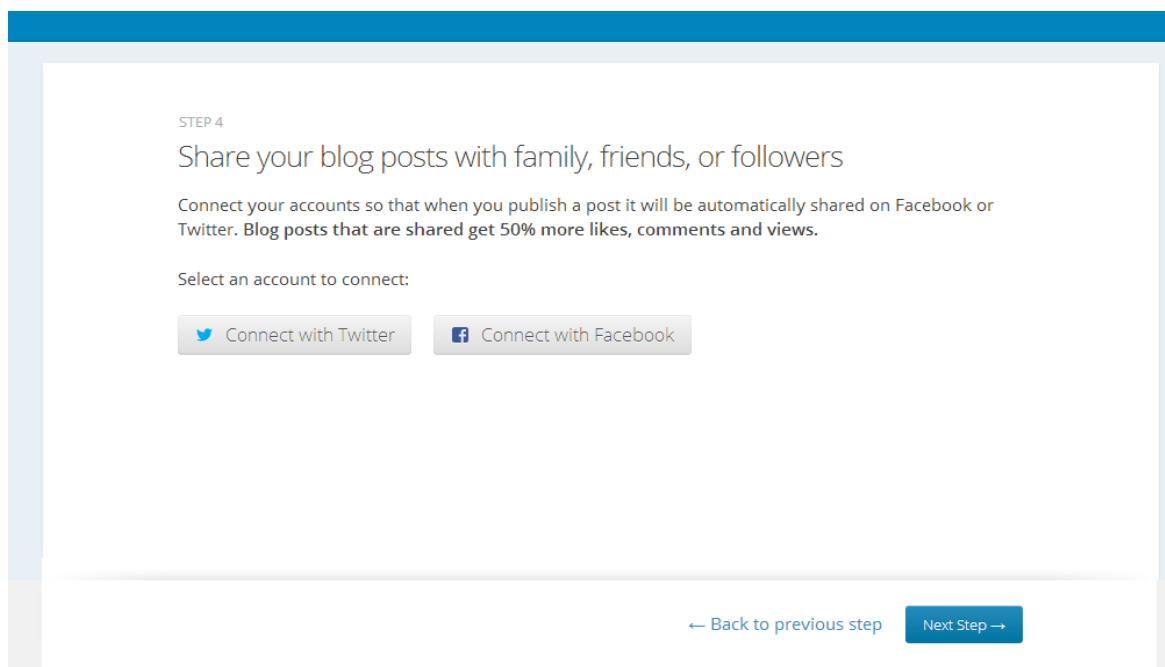 STEP 4
Share your blog posts with family, friends, or followers
Connect your accounts so that when you publish a post it will be automatically shared on Facebook or
Twitter. Blog posts that are shared get 50% more likes, comments and views.
Select an account to connect:
Connect with Twitter
Connect with Facebook
← Back to previous step
Next Step →